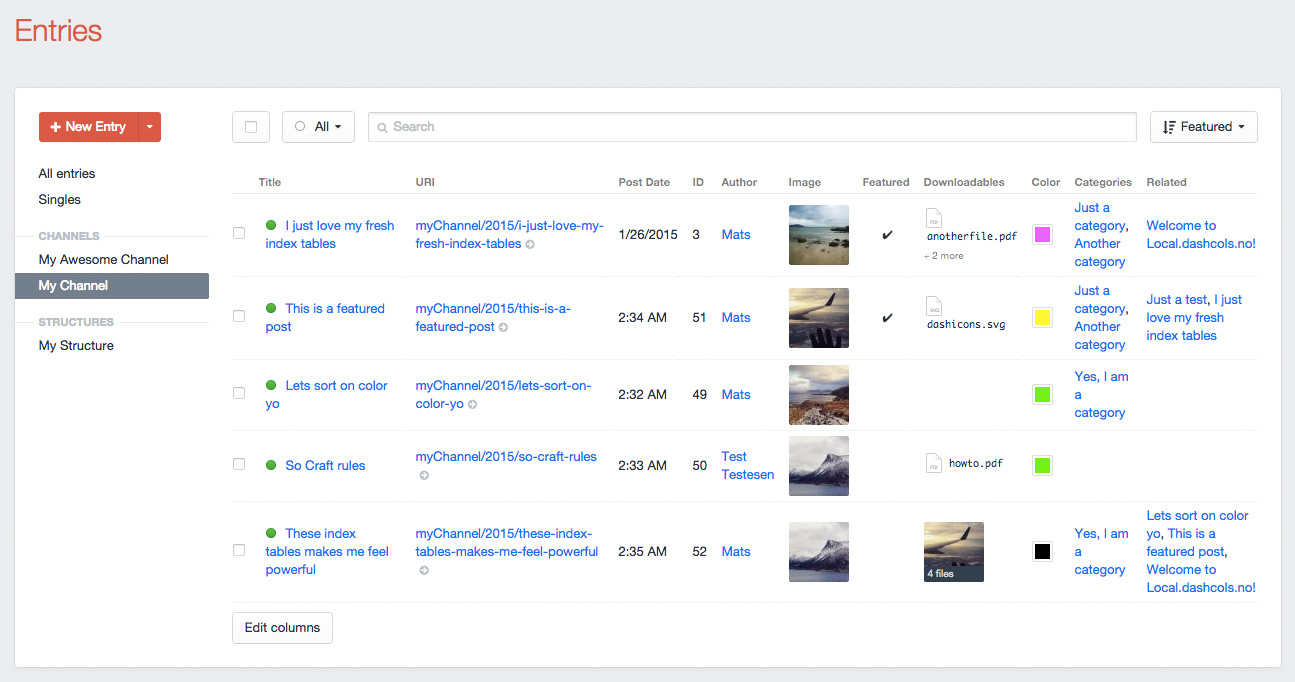 Entries
New Entry
All
Search
Featured
All entries
Singles
CHANNELS
My Awesome Channel
My Channel
STRUCTURES
My Structure
Title URI Post Date ID Author Image Featured Downloadables Color Categories Related
I just love my fresh
index tables
myChannel/2015/i-just-love-my-
fresh-index-tables
1/26/2015
3
Mats
PDF
anotherfile.pdf
+ 2 more
Just a
category,
Another
category
Welcome to
Local.dashcols.no!
This is a featured
post
myChannel/2015/this-is-a-
featured-post
2:34 AM
51
Mats
SVG
dashicons.svg
Just a
category,
Another
category
Just a test, I just
love my fresh
index tables
Lets sort on color
yo
myChannel/2015/lets-sort-on-
color-yo
2:32 AM
49
Mats
Yes, I am
a
category
So Craft rules
myChannel/2015/so-craft-rules
2:33 AM
50
Test
Testesen
PDF
howto.pdf
These index
tables makes me feel
powerful
myChannel/2015/these-index-
tables-makes-me-feel-powerful
2:35 AM
52
Mats
4 files
Yes, I am
a
category
Lets sort on color
yo, This is a
featured post,
Welcome to
Local.dashcols.no!
Edit columns